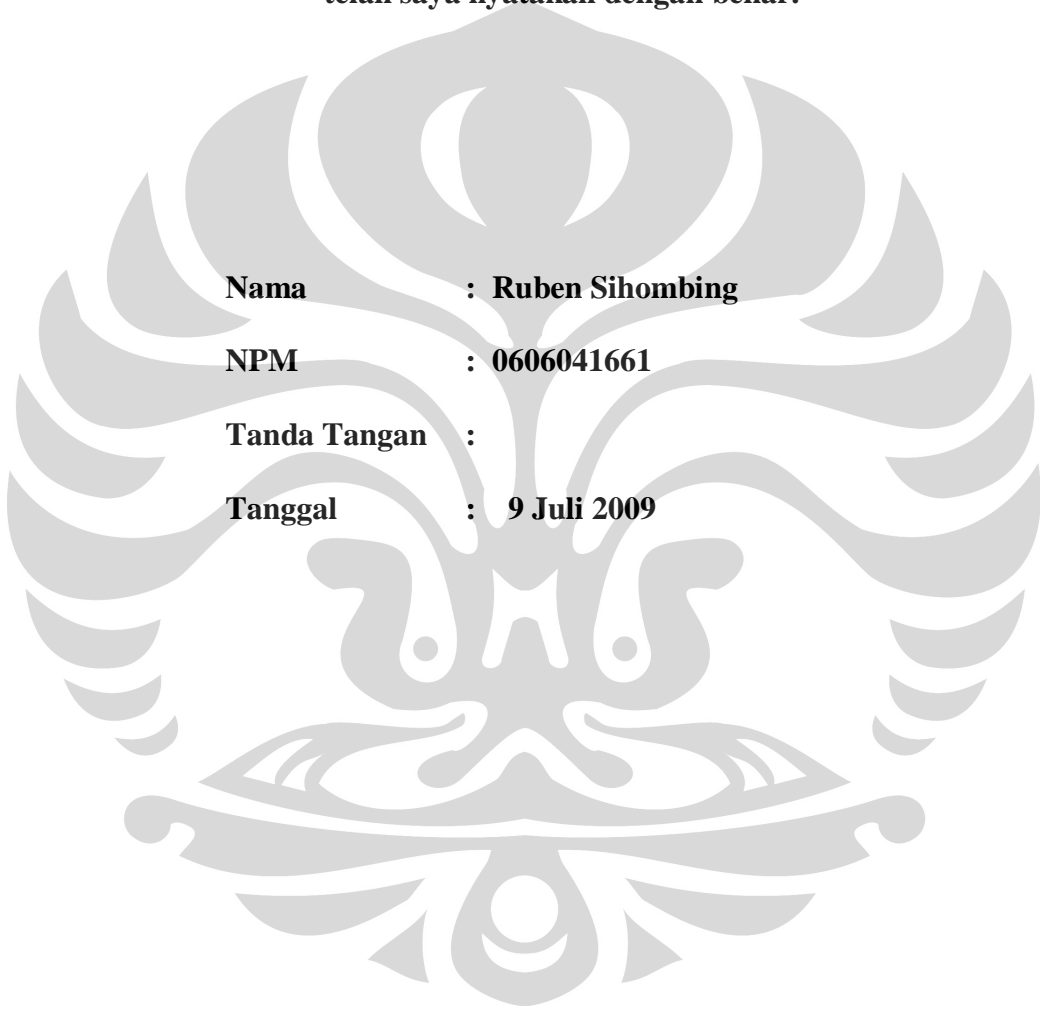 telah saya nyatakan dengan benar.
Nama : Ruben Sihombing
NPM : 0606041661
Tanda Tangan :
Tanggal : 9 Juli 2009